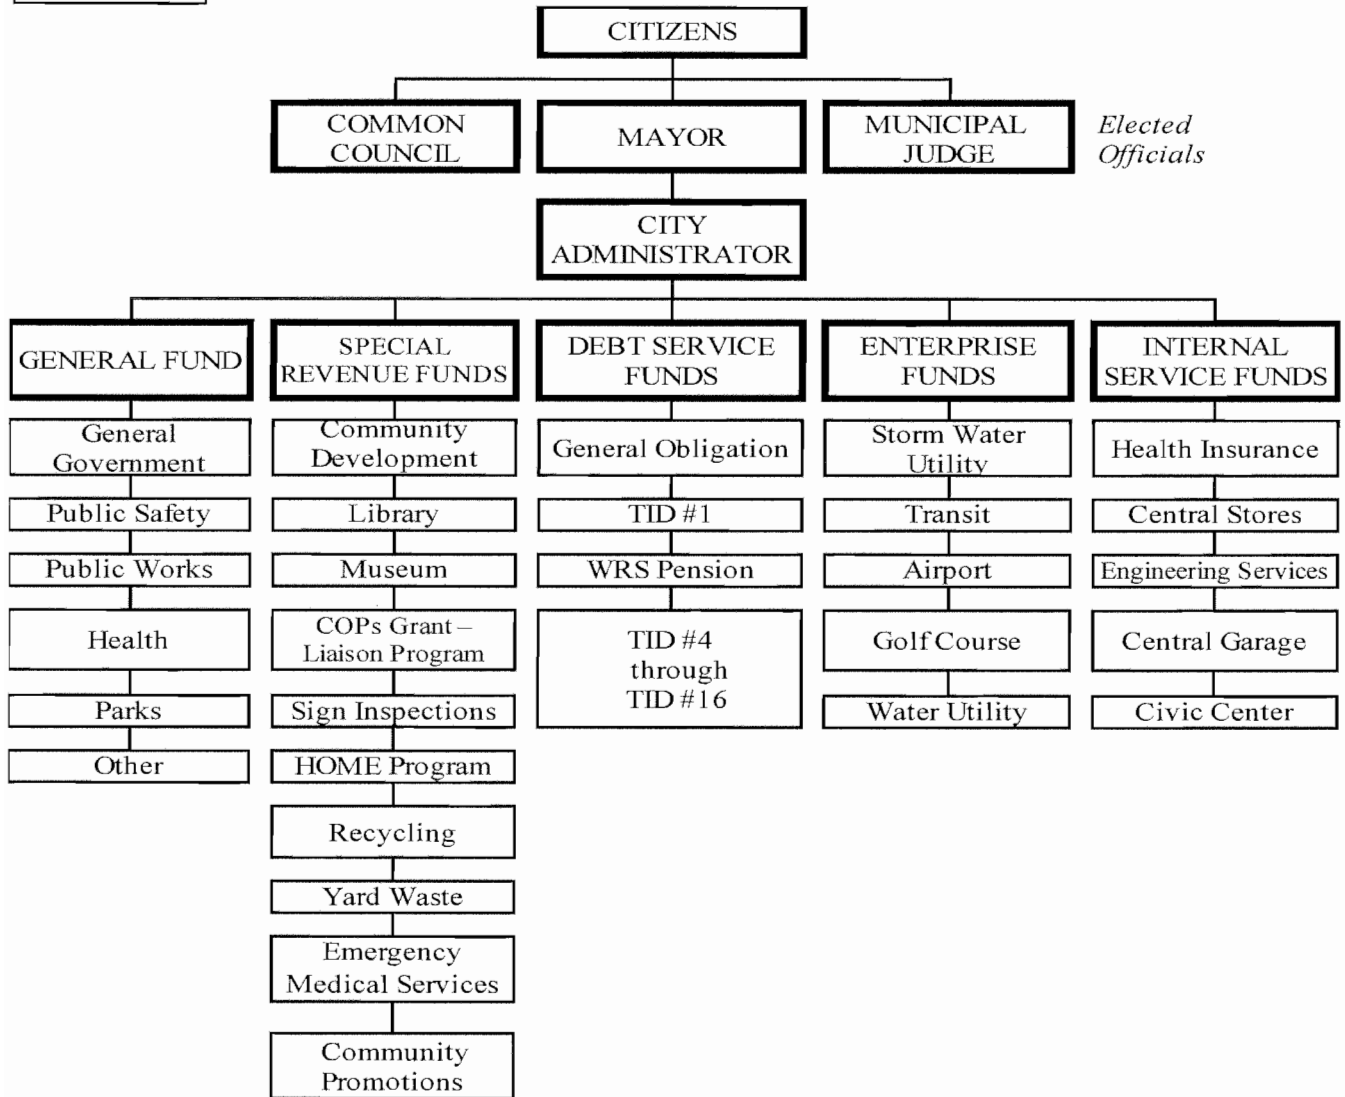 CITIZENS
COMMON
COUNCIL
MAYOR
MUNICIPAL
JUDGE
Elected
Officials
CITY
ADMINISTRATOR
GENERAL FUND
SPECIAL
REVENUE FUNDS
DEBT SERVICE
FUNDS
ENTERPRISE
FUNDS
INTERNAL
SERVICE FUNDS
General
Government
Public Safety
Public Works
Health
Parks
Other
Community
Development
Library
Museum
COPs Grant –
Liaison Program
Sign Inspections
HOME Program
Recycling
Yard Waste
Emergency
Medical Services
Community
Promotions
General Obligation
TID #1
WRS Pension
TID #4
through
TID #16
Storm Water
Utility
Transit
Airport
Golf Course
Water Utility
Health Insurance
Central Stores
Engineering Services
Central Garage
Civic Center